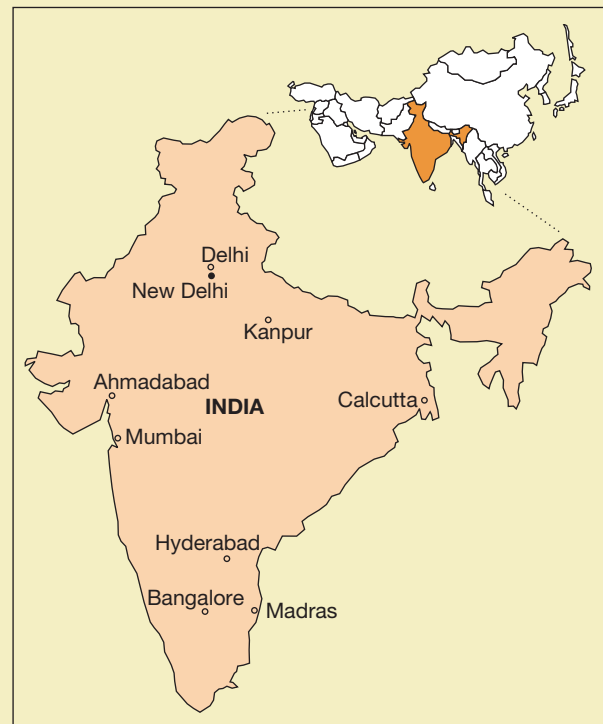 Delhi
New Delhi
Kanpur
Ahmadabad
INDIA
Calcutta
Mumbai
Hyderabad
Bangalore
Madras